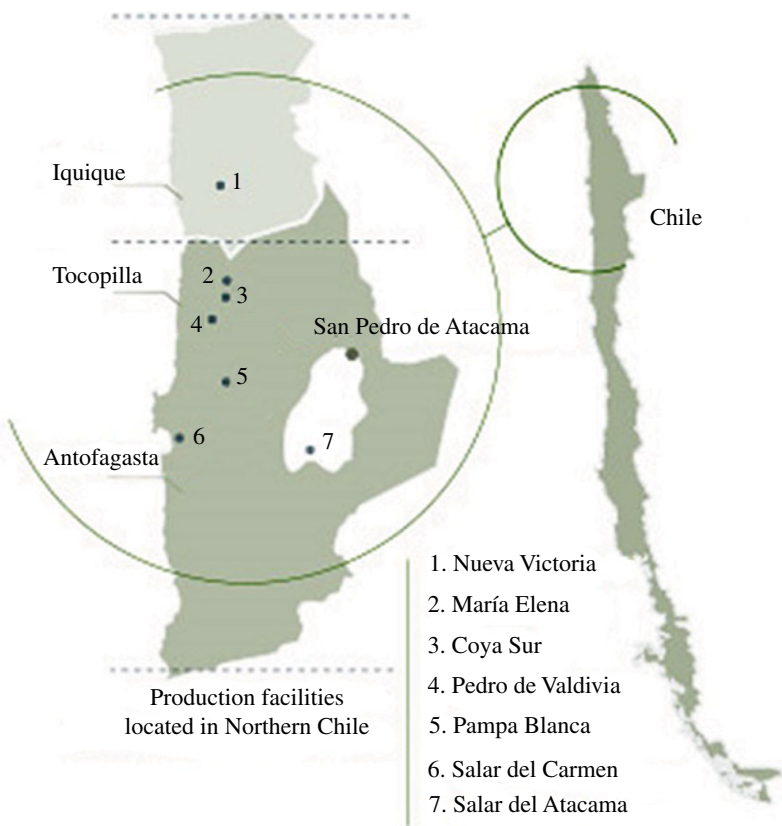 Iquique
1
Chile
Tocopilla
2
3
4
San Pedro de Atacama
5
6
7
Antofagasta
1. Nueva Victoria
2. María Elena
3. Coya Sur
4. Pedro de Valdivia
5. Pampa Blanca
6. Salar del Carmen
7. Salar del Atacama
Production facilities
located in Northern Chile